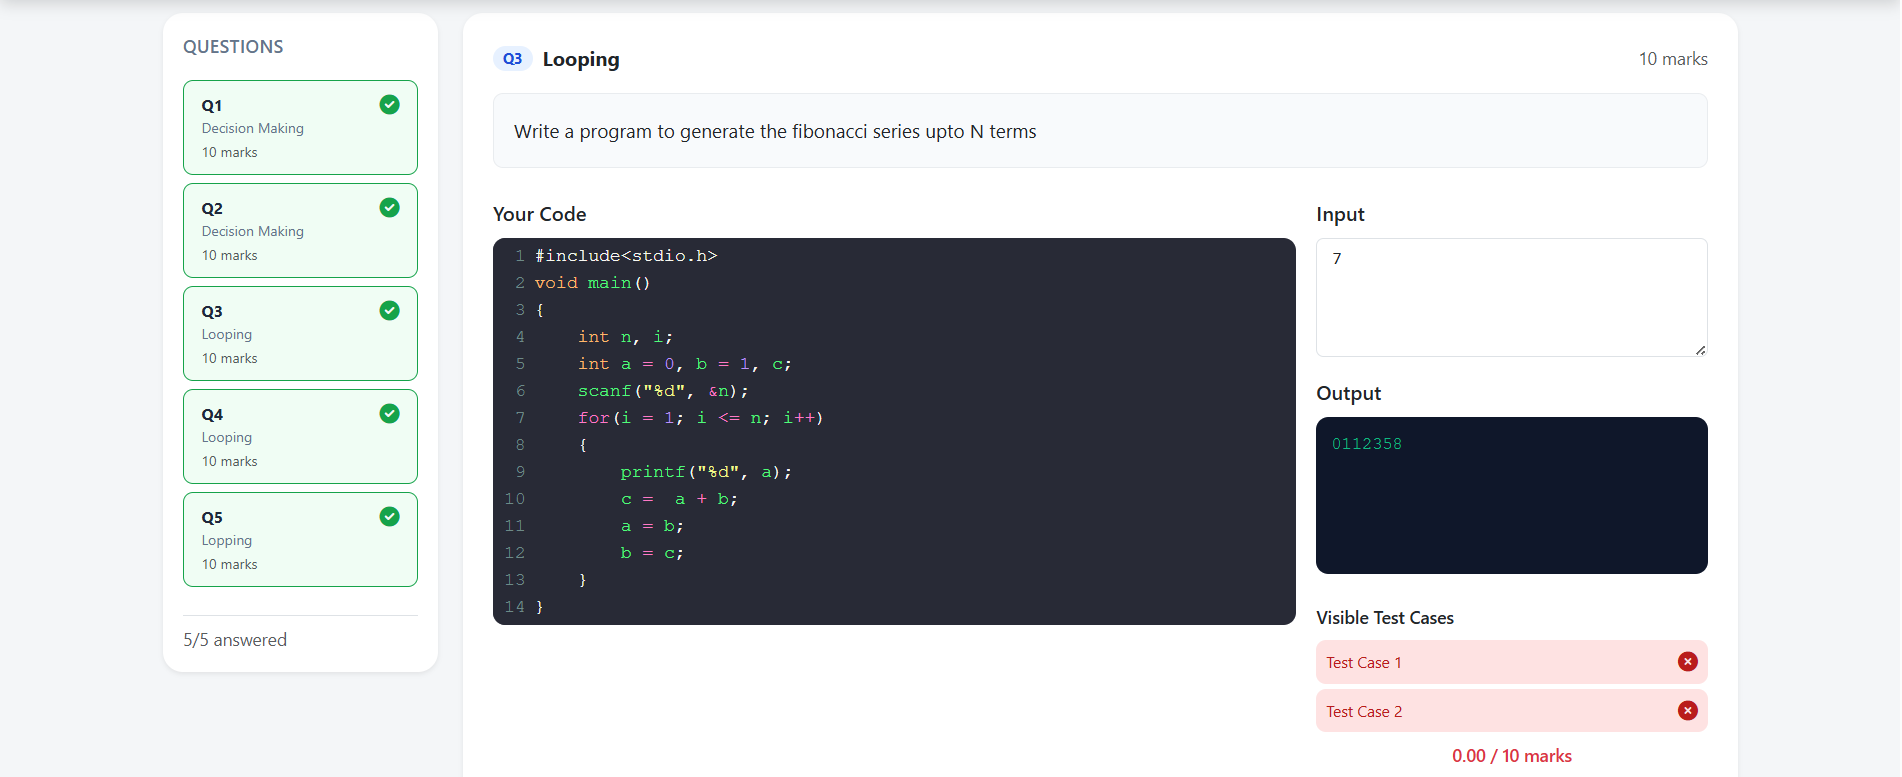 QUESTIONS
Q1
Decision Making
10 marks
Q2
Decision Making
10 marks
Q3
Looping
10 marks
Q4
Looping
10 marks
Q5
Lopping
10 marks
5/5 answered
Q3 Looping 10 marks
Write a program to generate the fibonacci series upto N terms
Your Code
1 #include<stdio.h>
2 void main()
3 {
4     int n, i;
5     int a = 0, b = 1, c;
6     scanf("%d", &n);
7     for(i = 1; i <= n; i++)
8     {
9         printf("%d", a);
10         c =  a + b;
11         a = b;
12         b = c;
13     }
14 }
Input
7
Output
0112358
Visible Test Cases
Test Case 1
Test Case 2
0.00 / 10 marks